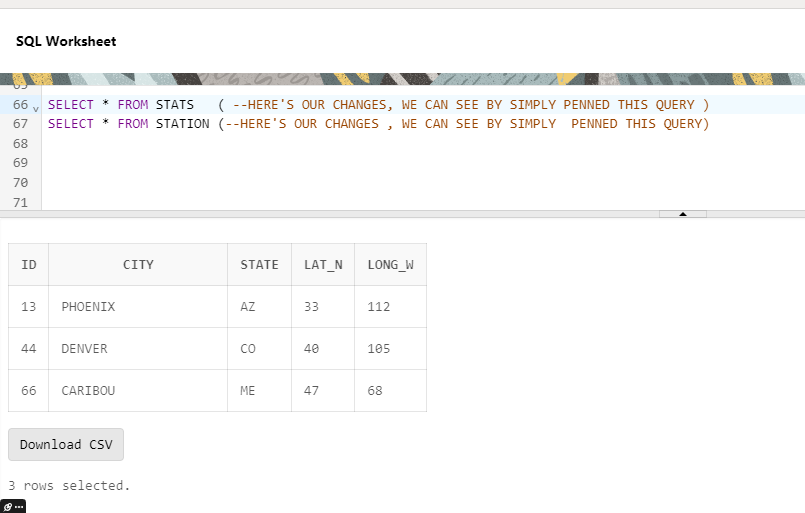 SQL Worksheet
66 SELECT * FROM STATS ( --HERE'S OUR CHANGES, WE CAN SEE BY SIMPLY PENNED THIS QUERY )
67 SELECT * FROM STATION (--HERE'S OUR CHANGES , WE CAN SEE BY SIMPLY PENNED THIS QUERY)
68
69
70
71
ID CITY STATE LAT_N LONG_W
13 PHOENIX AZ 33 112
44 DENVER CO 40 105
66 CARIBOU ME 47 68
Download CSV
3 rows selected.